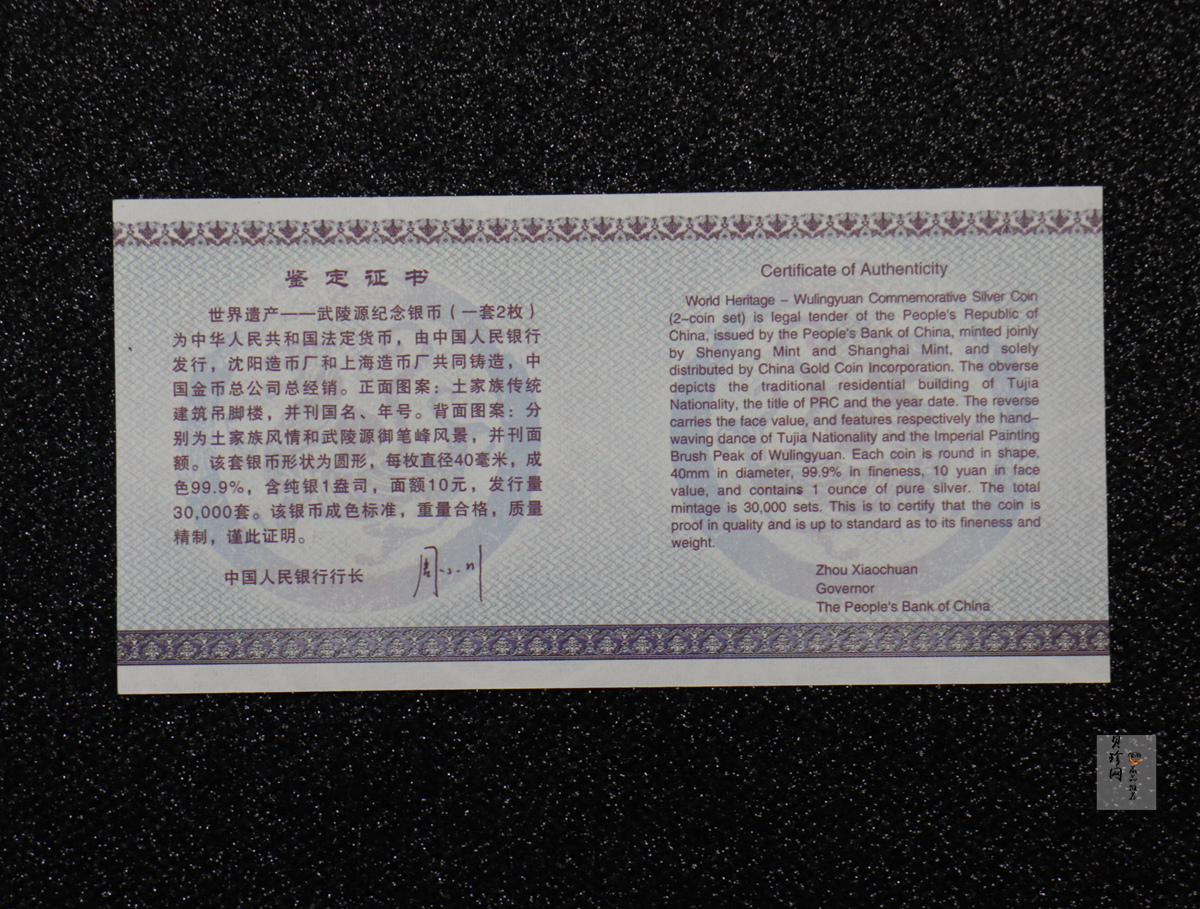 鉴定证书
世界遗产——武陵源纪念银币（一套2枚）
为中华人民共和国法定货币，由中国人民银行
发行，沈阳造币厂和上海造币厂共同铸造，中
国金币总公司总经销。正面图案：土家族传统
建筑吊脚楼，并刊国名、年号。背面图案：分
别为土家族风情和武陵源御笔峰风景，并刊面
额。该套银币形状为圆形，每枚直径40毫米，成
色99.9%，含纯银1盎司，面额10元，发行量
30,000套。该银币成色标准，重量合格，质量
精制，谨此证明。
中国人民银行行长
周小川
Certificate of Authenticity
World Heritage – Wulingyuan Commemorative Silver Coin
(2–coin set) is legal tender of the People's Republic of
China, issued by the People's Bank of China, minted joinly
by Shenyang Mint and Shanghai Mint, and solely
distributed by China Gold Coin Incorporation. The obverse
depicts the traditional residential building of Tujia
Nationality, the title of PRC and the year date. The reverse
carries the face value, and features respectively the hand–
waving dance of Tujia Nationality and the Imperial Painting
Brush Peak of Wulingyuan. Each coin is round in shape,
40mm in diameter, 99.9% in fineness, 10 yuan in face
value, and contains 1 ounce of pure silver. The total
mintage is 30,000 sets. This is to certify that the coin is
proof in quality and is up to standard as to its fineness and
weight.
Zhou Xiaochuan
Governor
The People's Bank of China